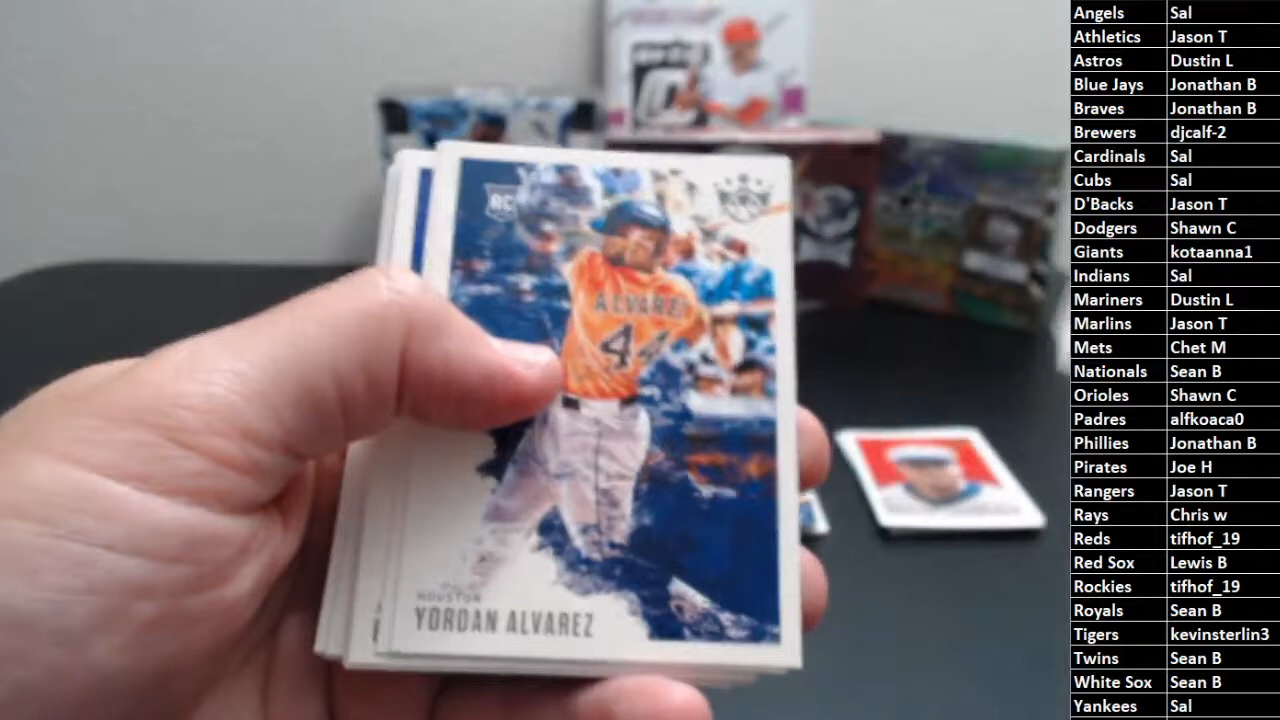 RC
ALVAREZ
44
HOUSTON
YORDAN ALVAREZ
Angels Sal
Athletics Jason T
Astros Dustin L
Blue Jays Jonathan B
Braves Jonathan B
Brewers djcalf-2
Cardinals Sal
Cubs Sal
D'Backs Jason T
Dodgers Shawn C
Giants kotaanna1
Indians Sal
Mariners Dustin L
Marlins Jason T
Mets Chet M
Nationals Sean B
Orioles Shawn C
Padres alfkoaca0
Phillies Jonathan B
Pirates Joe H
Rangers Jason T
Rays Chris w
Reds tifhof_19
Red Sox Lewis B
Rockies tifhof_19
Royals Sean B
Tigers kevinsterlin3
Twins Sean B
White Sox Sean B
Yankees Sal